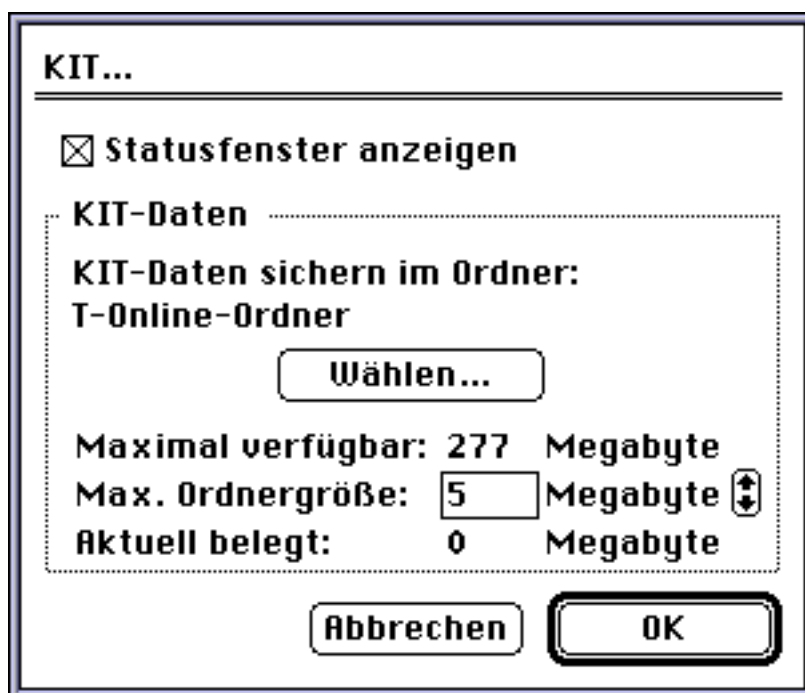 KIT...
Statusfenster anzeigen
KIT-Daten
KIT-Daten sichern im Ordner:
T-Online-Ordner
Wählen...
Maximal verfügbar: 277 Megabyte
Max. Ordnergröße: 5 Megabyte
Aktuell belegt: 0 Megabyte
Abbrechen OK